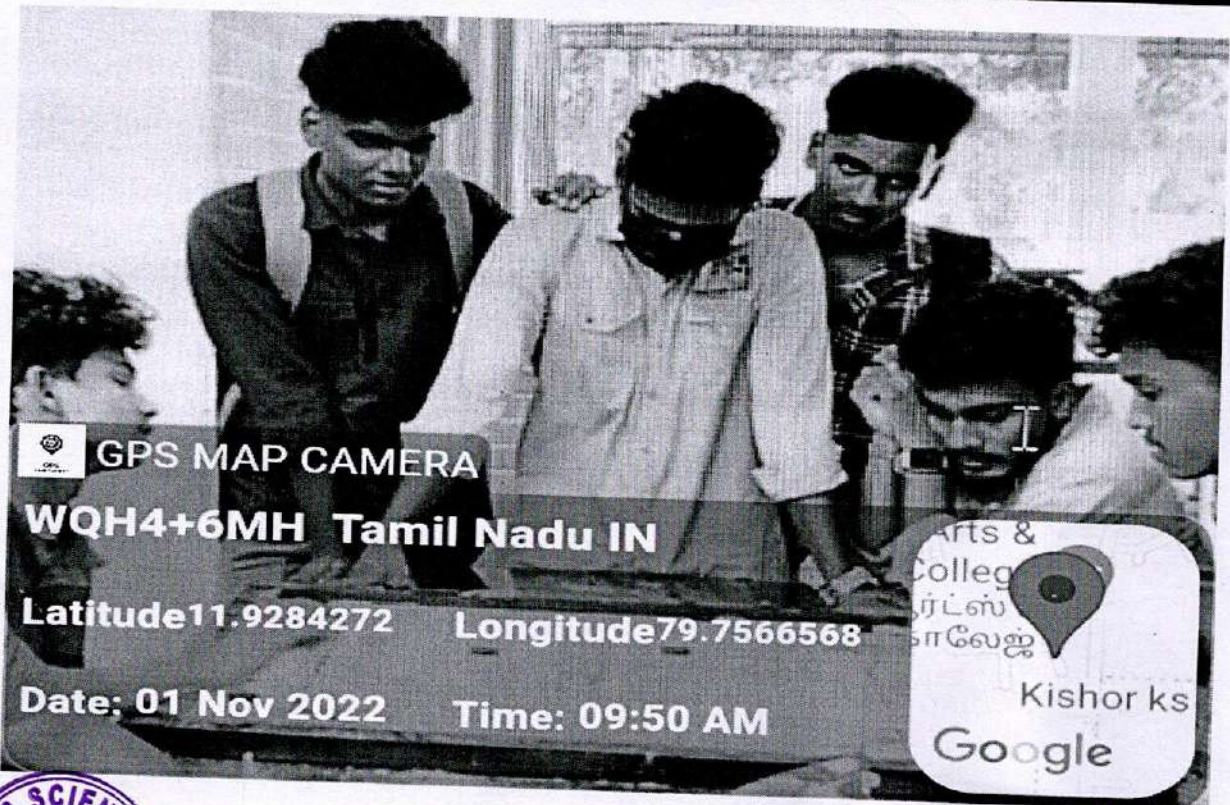 GPS MAP CAMERA
WQH4+6MH Tamil Nadu IN
Latitude11.9284272 Longitude79.7566568
Date: 01 Nov 2022 Time: 09:50 AM
Arts &
Colleg
ர்ட்ஸ்
காலேஜ்
Kishor ks
Google
SCIEN